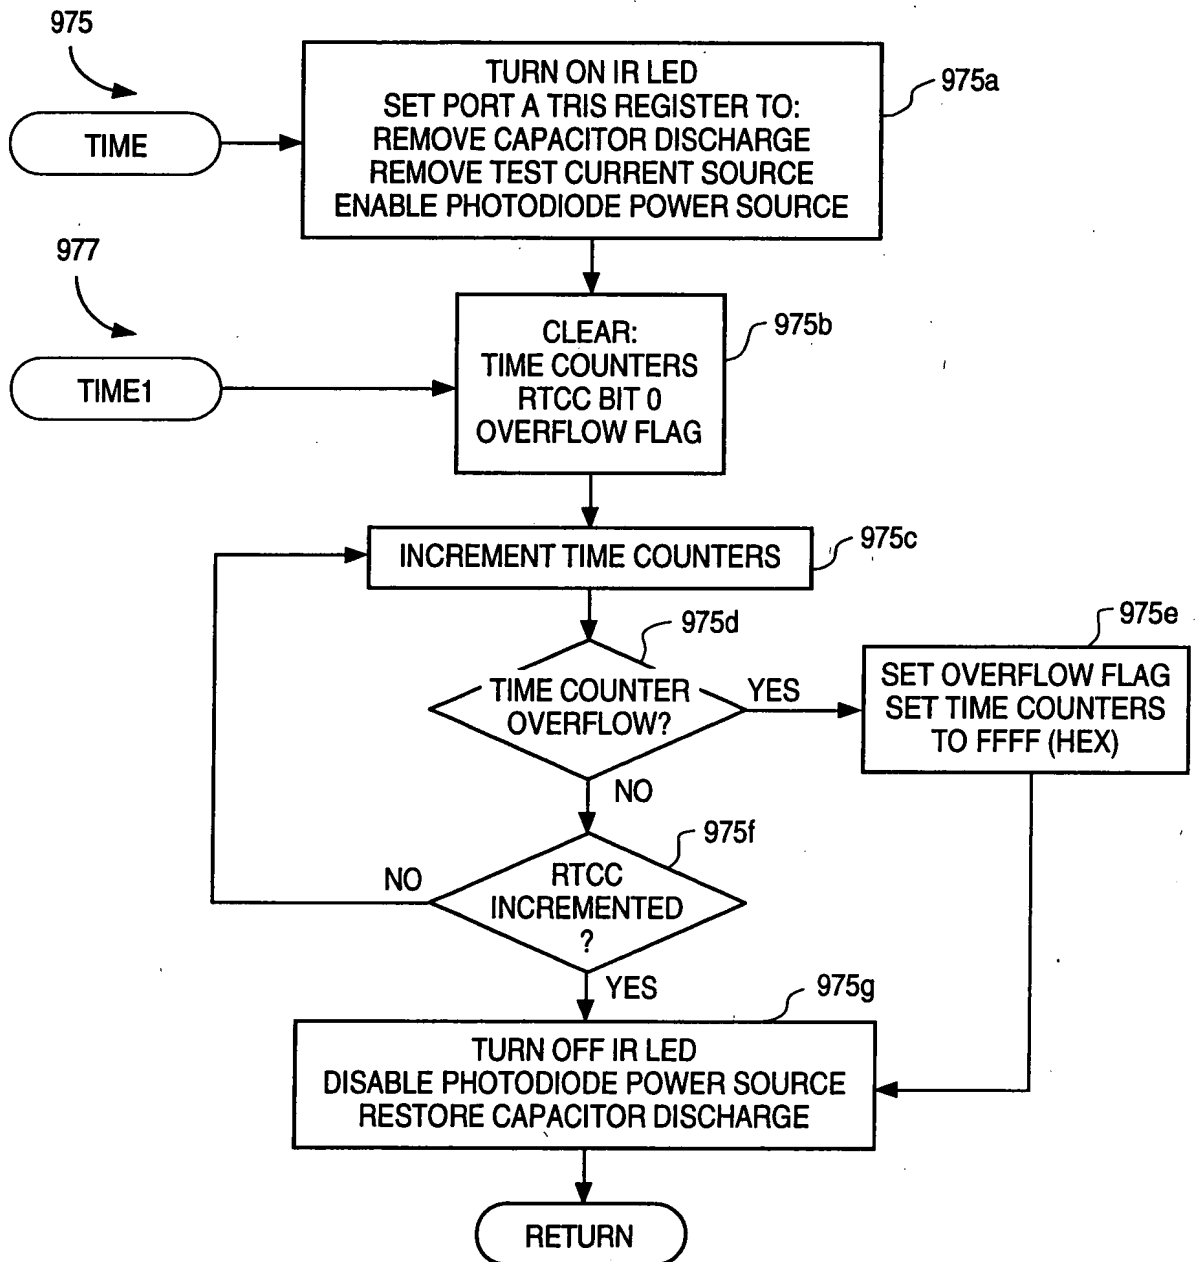 975
TIME
TURN ON IR LED
SET PORT A TRIS REGISTER TO:
REMOVE CAPACITOR DISCHARGE
REMOVE TEST CURRENT SOURCE
ENABLE PHOTODIODE POWER SOURCE
975a
977
TIME1
CLEAR:
TIME COUNTERS
RTCC BIT 0
OVERFLOW FLAG
975b
INCREMENT TIME COUNTERS
975c
975d
TIME COUNTER
OVERFLOW?
YES
975e
SET OVERFLOW FLAG
SET TIME COUNTERS
TO FFFF (HEX)
NO
975f
RTCC
INCREMENTED
?
NO
YES
975g
TURN OFF IR LED
DISABLE PHOTODIODE POWER SOURCE
RESTORE CAPACITOR DISCHARGE
RETURN